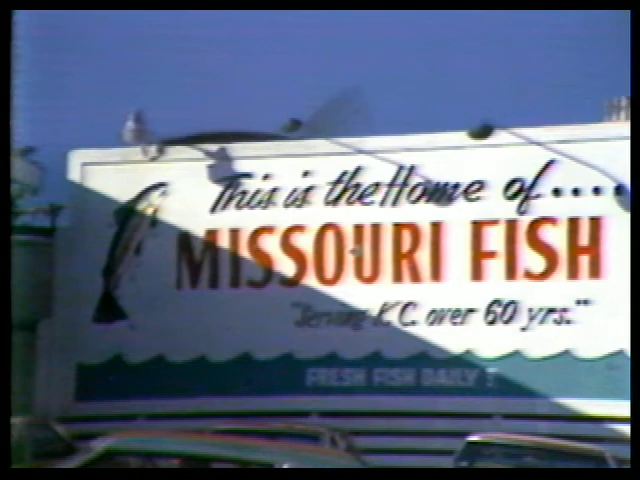 This is the Home of....
MISSOURI FISH
"Serving K.C. over 60 yrs."
FRESH FISH DAILY !